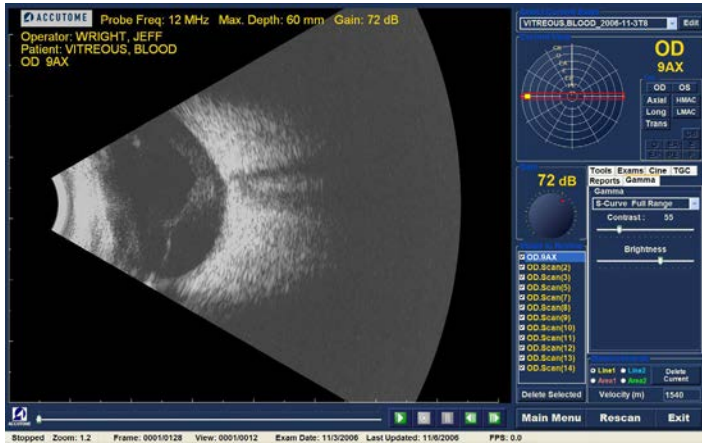 ACCUTOME Probe Freq: 12 MHz Max. Depth: 60 mm Gain: 72 dB
Operator: WRIGHT, JEFF
Patient: VITREOUS, BLOOD
OD 9AX
VITREOUS,BLOOD_2006-11-3T8 Edit
OD
9AX
OD OS
Axial HMAC
Long LMAC
Trans
72 dB
Tools Exams Cine TGC
Reports Gamma
Gamma
S-Curve Full Range
Contrast : 55
Brightness
OD.9AX
OD.Scan(2)
OD.Scan(3)
OD.Scan(5)
OD.Scan(7)
OD.Scan(8)
OD.Scan(9)
OD.Scan(10)
OD.Scan(11)
OD.Scan(12)
OD.Scan(13)
OD.Scan(14)
Line1 Line2
Area1 Area2
Delete
Current
Delete Selected Velocity (m) 1540
ACCUTOME
Main Menu Rescan Exit
Stopped Zoom: 1.2 Frame: 0001/0128 View: 0001/0012 Exam Date: 11/3/2006 Last Updated: 11/6/2006 FPS: 0.0